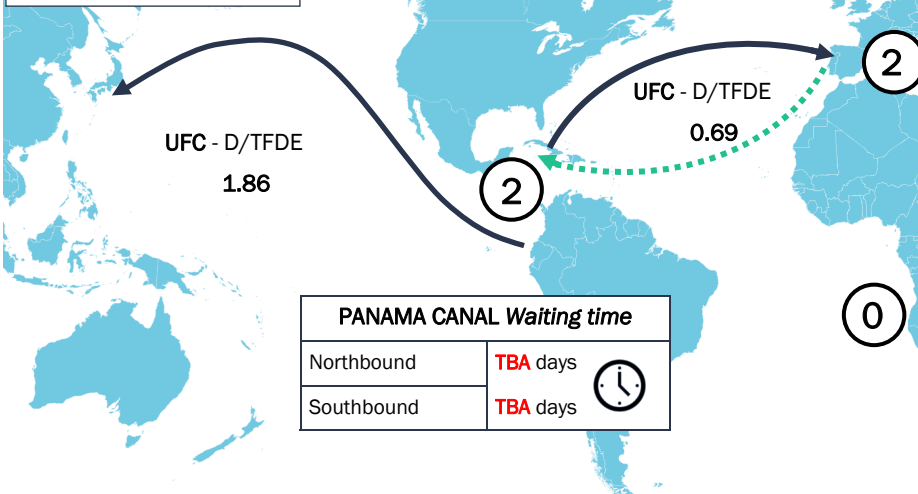 2
UFC - D/TFDE
0.69
UFC - D/TFDE
1.86
2
0
PANAMA CANAL Waiting time
Northbound TBA days
Southbound TBA days